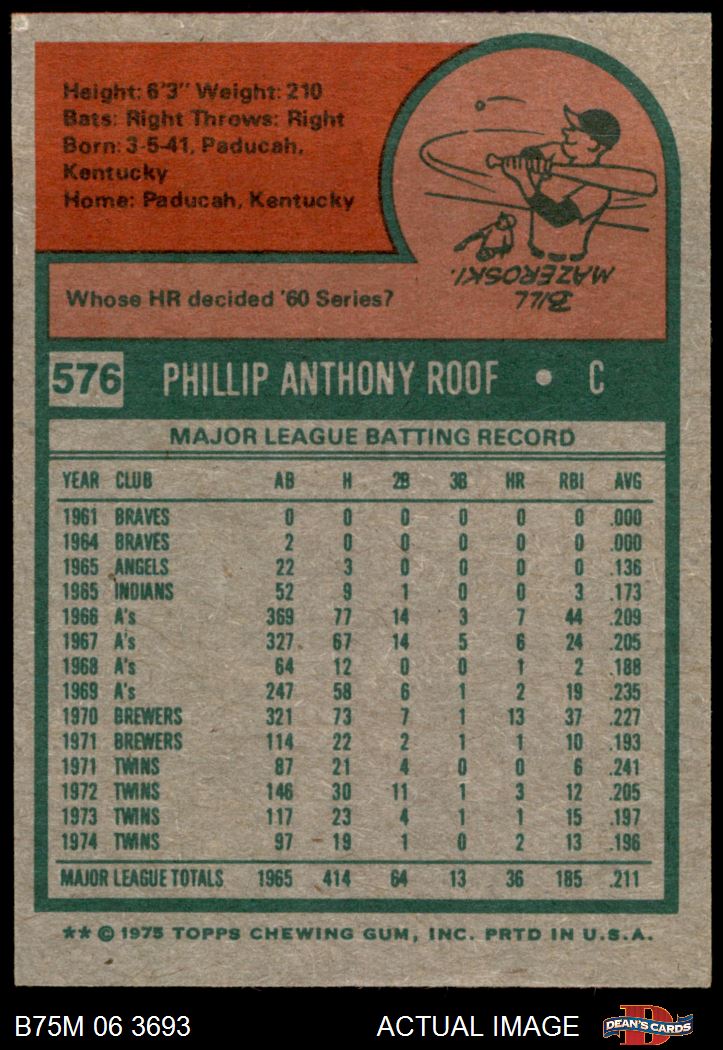 Height: 6'3" Weight: 210
Bats: Right Throws: Right
Born: 3-5-41, Paducah,
Kentucky
Home: Paducah, Kentucky
BILL
MAZEROSKI.
Whose HR decided '60 Series?
576 PHILLIP ANTHONY ROOF • C
MAJOR LEAGUE BATTING RECORD
YEAR CLUB AB H 2B 3B HR RBI AVG
1961 BRAVES 0 0 0 0 0 0 .000
1964 BRAVES 2 0 0 0 0 0 .000
1965 ANGELS 22 3 0 0 0 0 .136
1965 INDIANS 52 9 1 0 0 3 .173
1966 A's 369 77 14 3 7 44 .209
1967 A's 327 67 14 5 6 24 .205
1968 A's 64 12 0 0 1 2 .188
1969 A's 247 58 6 1 2 19 .235
1970 BREWERS 321 73 7 1 13 37 .227
1971 BREWERS 114 22 2 1 1 10 .193
1971 TWINS 87 21 4 0 0 6 .241
1972 TWINS 146 30 11 1 3 12 .205
1973 TWINS 117 23 4 1 1 15 .197
1974 TWINS 97 19 1 0 2 13 .196
MAJOR LEAGUE TOTALS 1965 414 64 13 36 185 .211
** © 1975 TOPPS CHEWING GUM, INC. PRTD IN U.S.A.
B75M 06 3693 ACTUAL IMAGE D DEAN'S CARDS